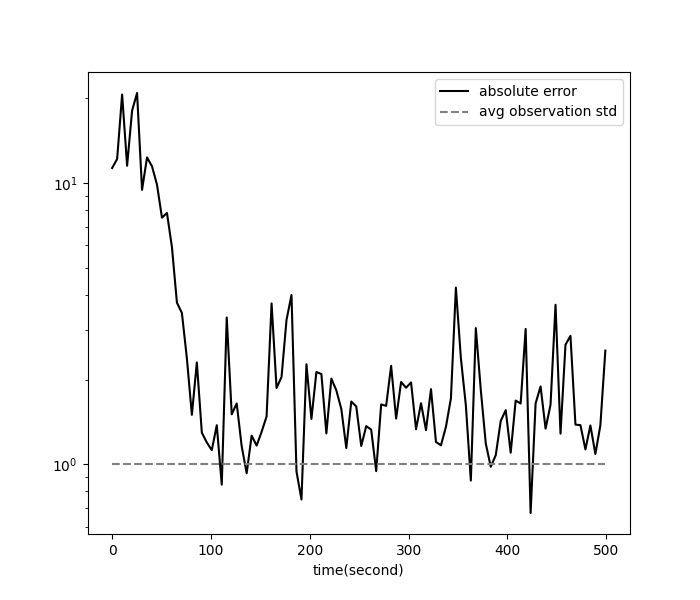 absolute error
avg observation std
10¹
10⁰
0 100 200 300 400 500
time(second)